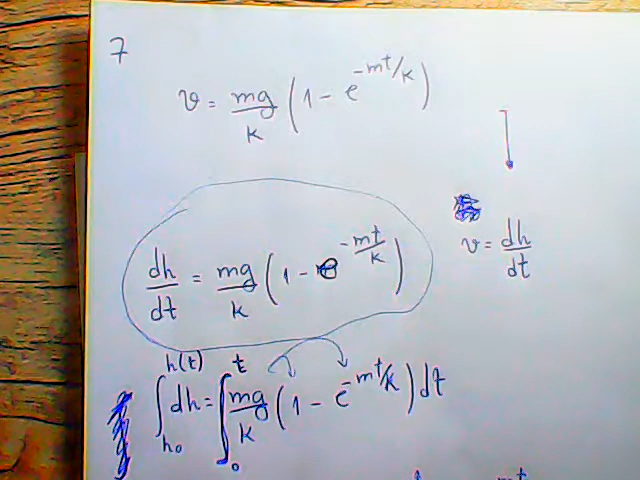 7
v = mg/k (1 - e^{-mt/k})
v = dh/dt
dh/dt = mg/k (1 - e^{-mt/k})
∫_{h0}^{h(t)} dh = ∫_0^t mg/k (1 - e^{-mt/k}) dt